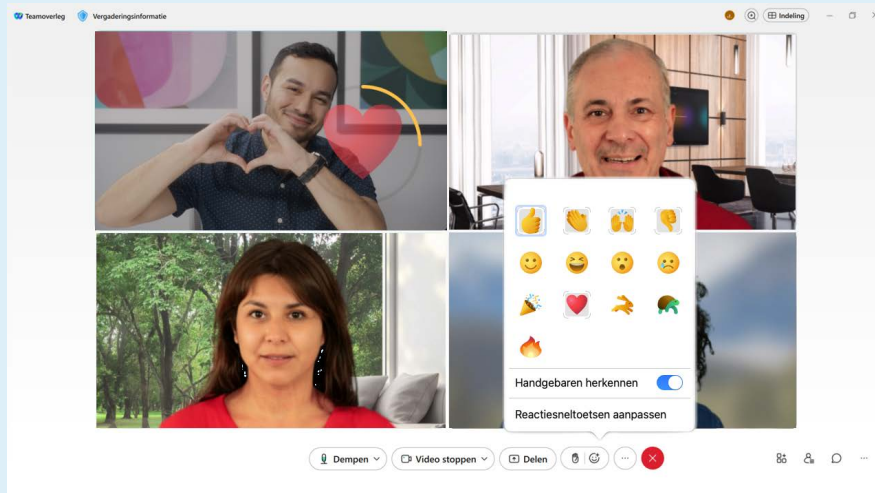 Teamoverleg
Vergaderingsinformatie
Indeling
Handgebaren herkennen
Reactiesneltoetsen aanpassen
Dempen
Video stoppen
Delen